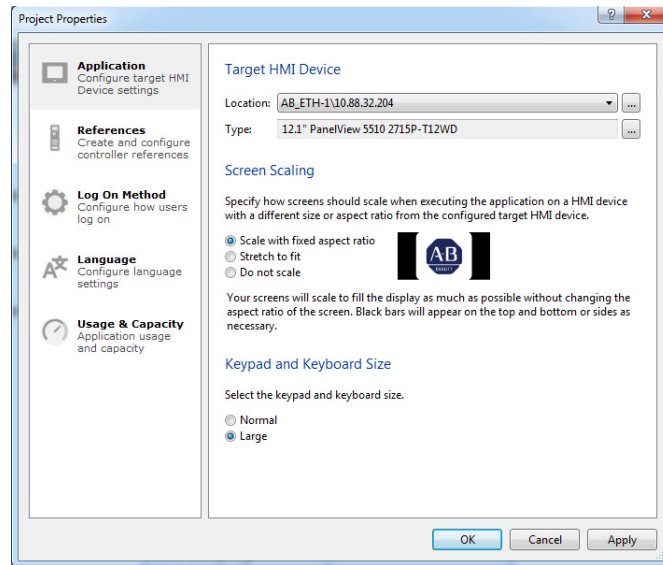 Project Properties
Application
Configure target HMI
Device settings
References
Create and configure
controller references
Log On Method
Configure how users
log on
Language
Configure language
settings
Usage & Capacity
Application usage
and capacity
Target HMI Device
Location: AB_ETH-1\10.88.32.204 ...
Type: 12.1" PanelView 5510 2715P-T12WD ...
Screen Scaling
Specify how screens should scale when executing the application on a HMI device
with a different size or aspect ratio from the configured target HMI device.
Scale with fixed aspect ratio
Stretch to fit
Do not scale
AB
Your screens will scale to fill the display as much as possible without changing the
aspect ratio of the screen. Black bars will appear on the top and bottom or sides as
necessary.
Keypad and Keyboard Size
Select the keypad and keyboard size.
Normal
Large
OK Cancel Apply